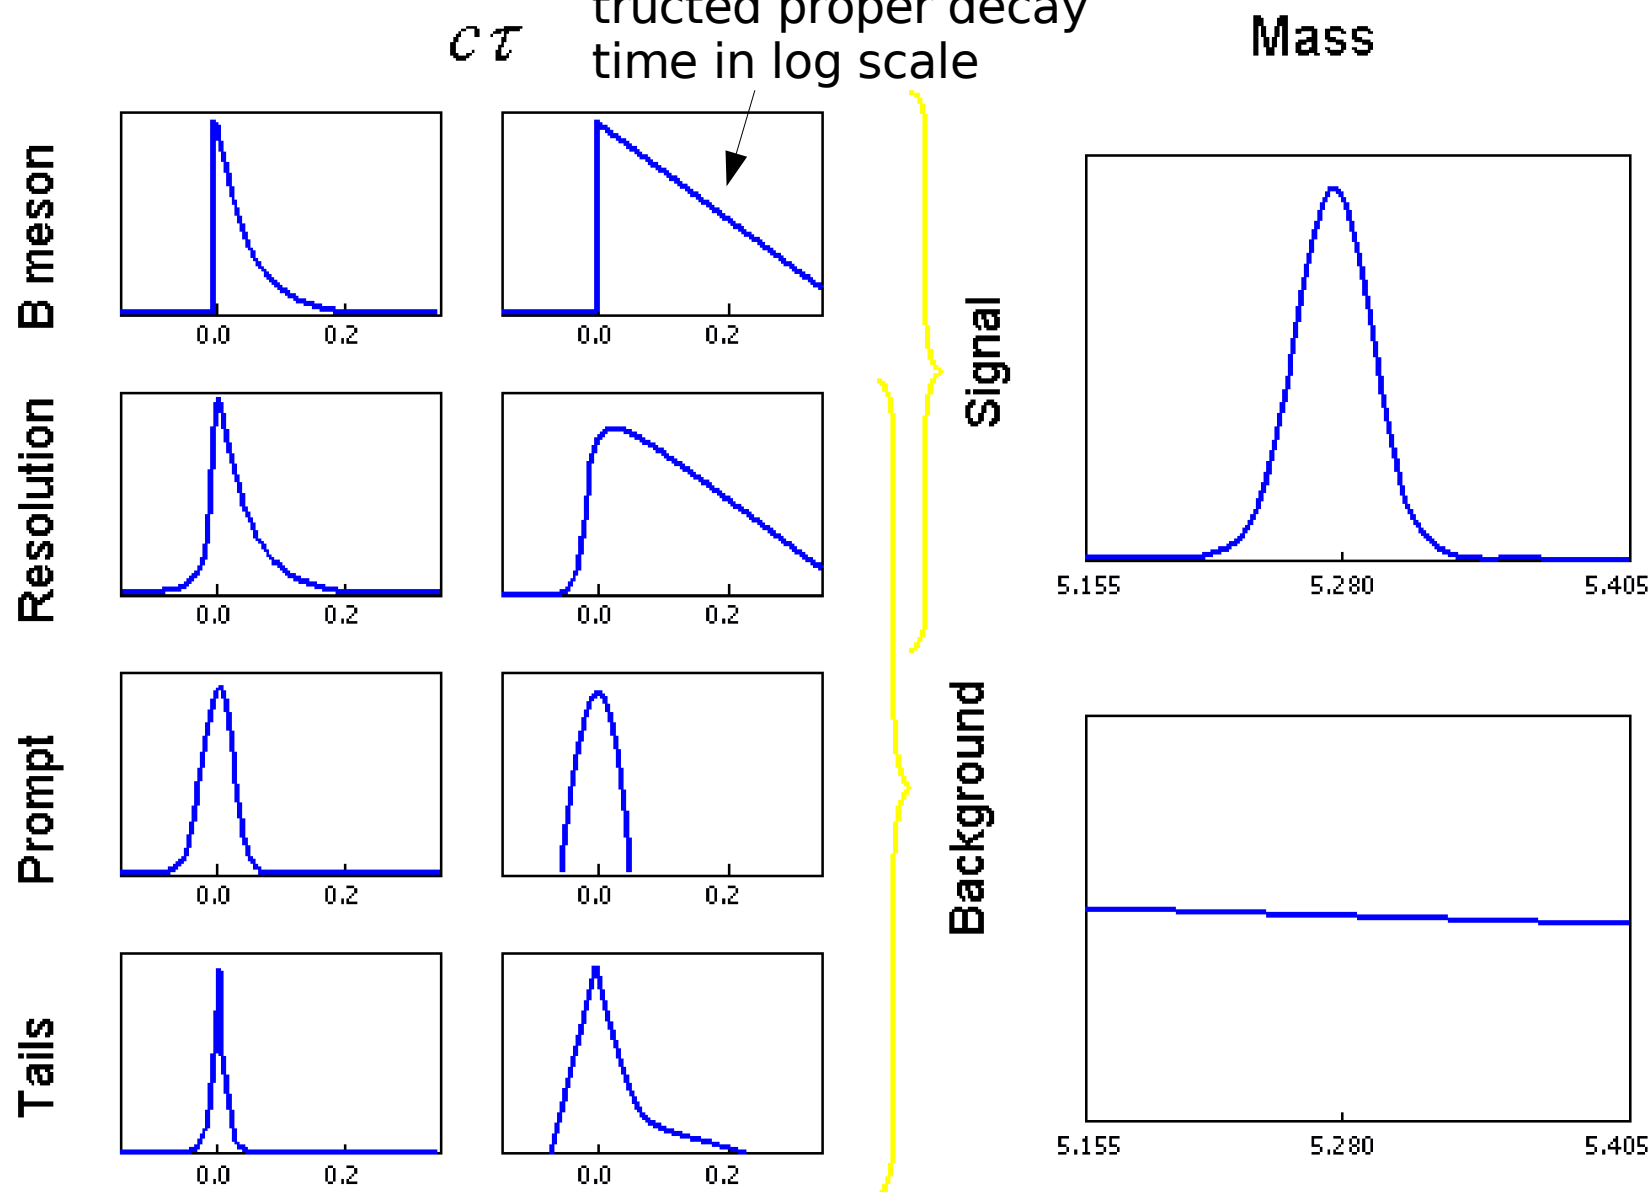 tructed proper decay
cτ
time in log scale
Mass
B meson
0.0 0.2
0.0 0.2
Signal
5.155 5.280 5.405
Resolution
0.0 0.2
0.0 0.2
Prompt
0.0 0.2
0.0 0.2
Background
Tails
0.0 0.2
0.0 0.2
5.155 5.280 5.405